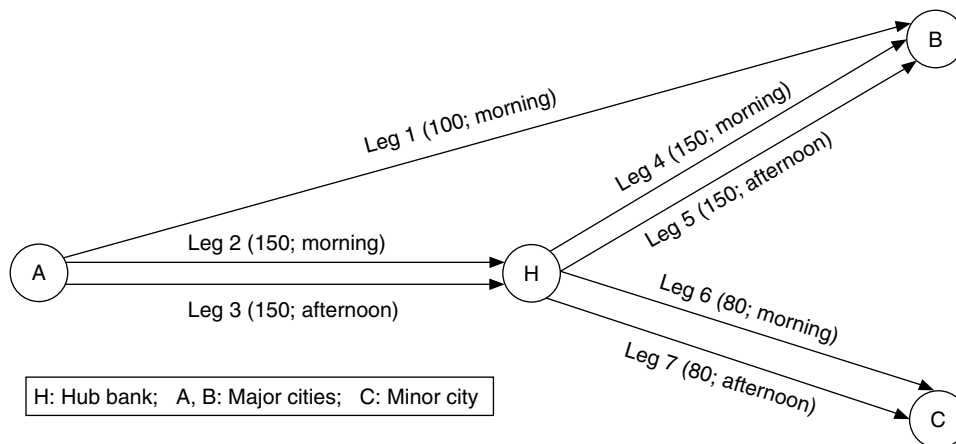 B
Leg 1 (100; morning)
Leg 4 (150; morning)
Leg 5 (150; afternoon)
Leg 2 (150; morning)
A
H
Leg 3 (150; afternoon)
Leg 6 (80; morning)
Leg 7 (80; afternoon)
H: Hub bank; A, B: Major cities; C: Minor city
C